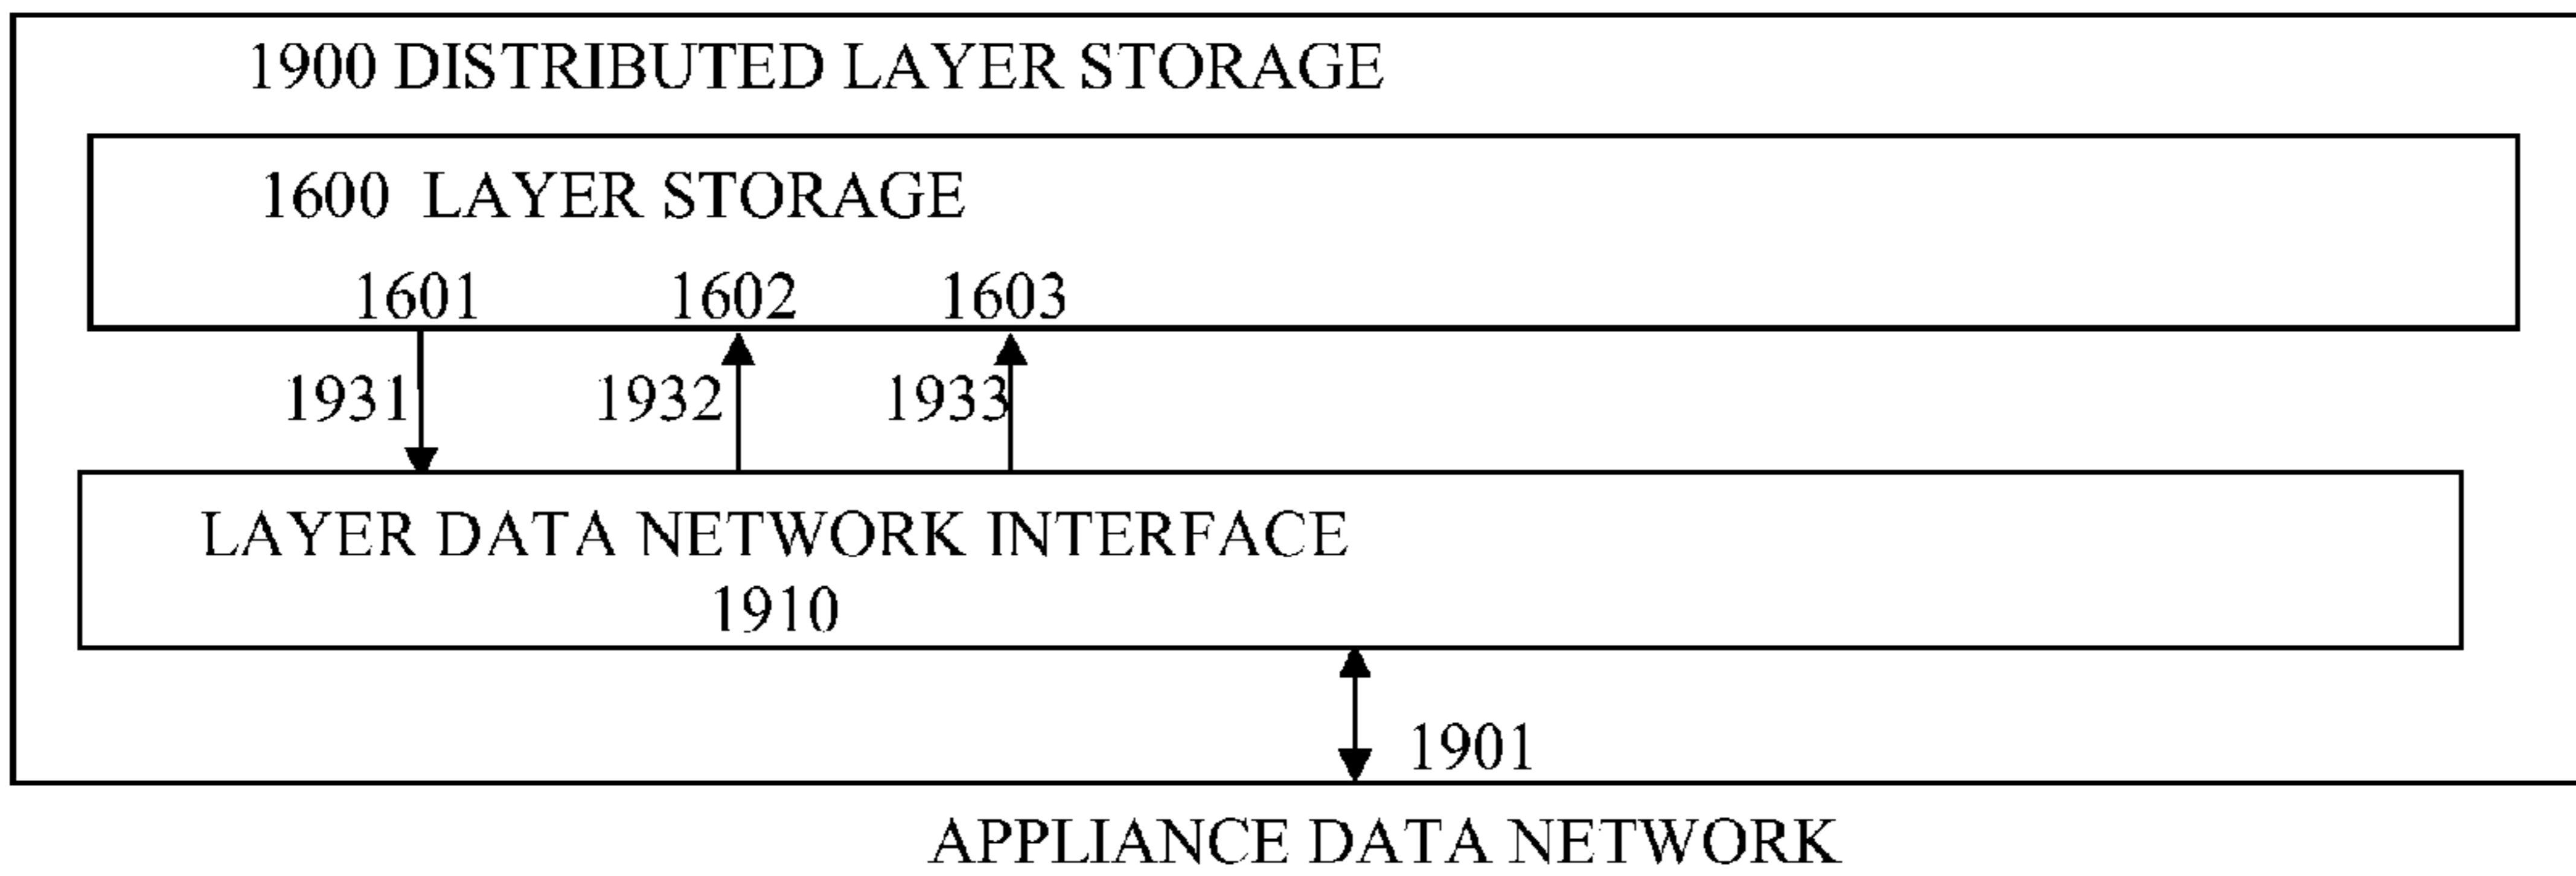 1900 DISTRIBUTED LAYER STORAGE
1600 LAYER STORAGE
1601 1602 1603
1931 1932 1933
LAYER DATA NETWORK INTERFACE
1910
1901
APPLIANCE DATA NETWORK